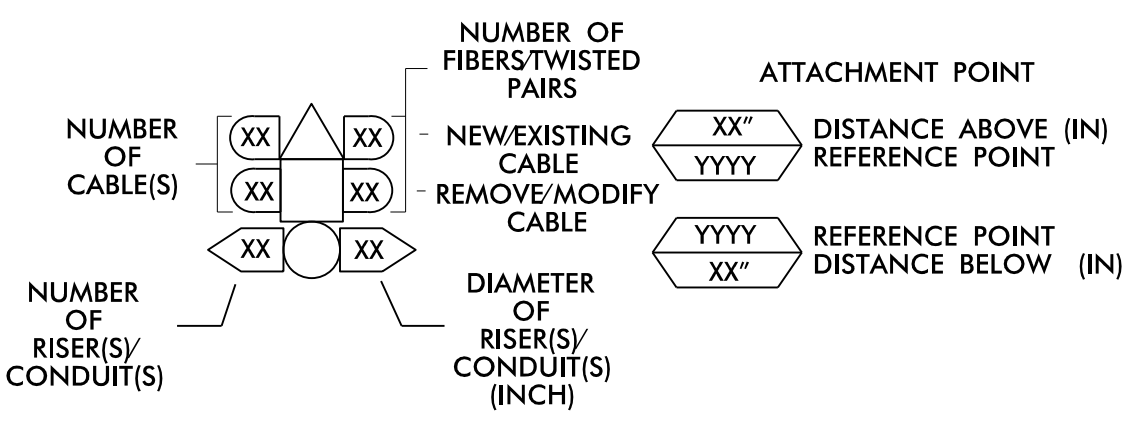 NUMBER OF
FIBERS/TWISTED
PAIRS
NUMBER
OF
CABLE(S)
XX
XX
NEW/EXISTING
CABLE
XX
XX
REMOVE/MODIFY
CABLE
XX
XX
NUMBER
OF
RISER(S)/
CONDUIT(S)
DIAMETER
OF
RISER(S)/
CONDUIT(S)
(INCH)
ATTACHMENT POINT
XX"
YYYY
DISTANCE ABOVE (IN)
REFERENCE POINT
YYYY
XX"
REFERENCE POINT
DISTANCE BELOW (IN)